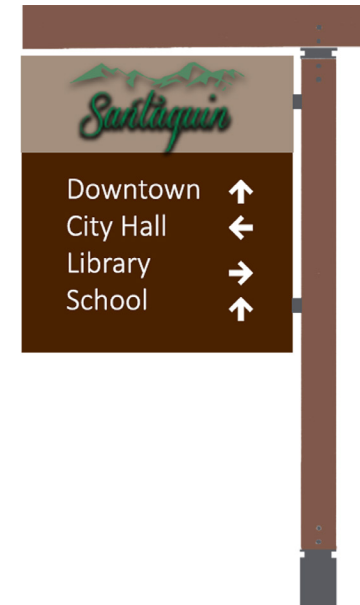 Santaquin
Downtown ↑
City Hall ←
Library →
School ↑